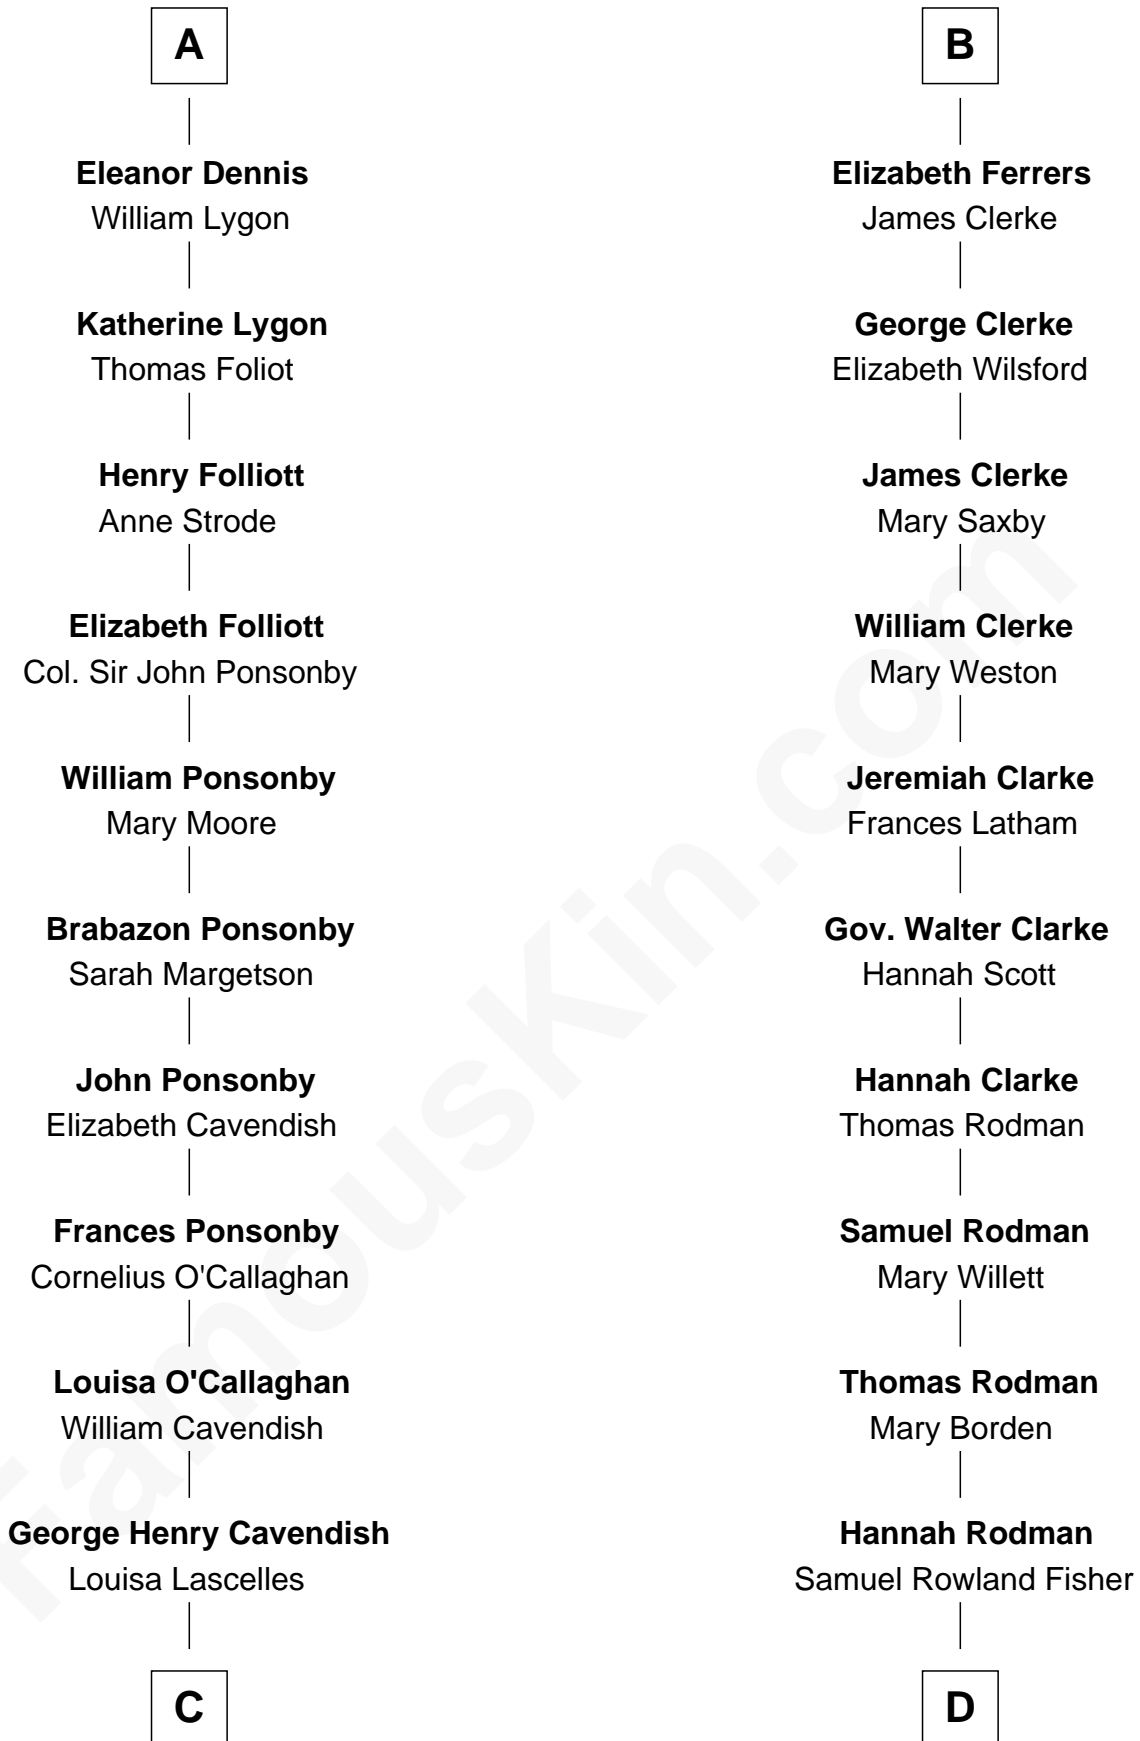 A
Eleanor Dennis
William Lygon
Katherine Lygon
Thomas Foliot
Henry Folliott
Anne Strode
Elizabeth Folliott
Col. Sir John Ponsonby
William Ponsonby
Mary Moore
Brabazon Ponsonby
Sarah Margetson
John Ponsonby
Elizabeth Cavendish
Frances Ponsonby
Cornelius O'Callaghan
Louisa O'Callaghan
William Cavendish
George Henry Cavendish
Louisa Lascelles
C
B
Elizabeth Ferrers
James Clerke
George Clerke
Elizabeth Wilsford
James Clerke
Mary Saxby
William Clerke
Mary Weston
Jeremiah Clarke
Frances Latham
Gov. Walter Clarke
Hannah Scott
Hannah Clarke
Thomas Rodman
Samuel Rodman
Mary Willett
Thomas Rodman
Mary Borden
Hannah Rodman
Samuel Rowland Fisher
D
FamousKin.com